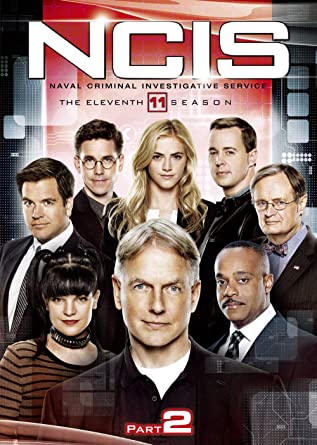 NCIS
NAVAL CRIMINAL INVESTIGATIVE SERVICE
THE ELEVENTH 11 SEASON
PART 2